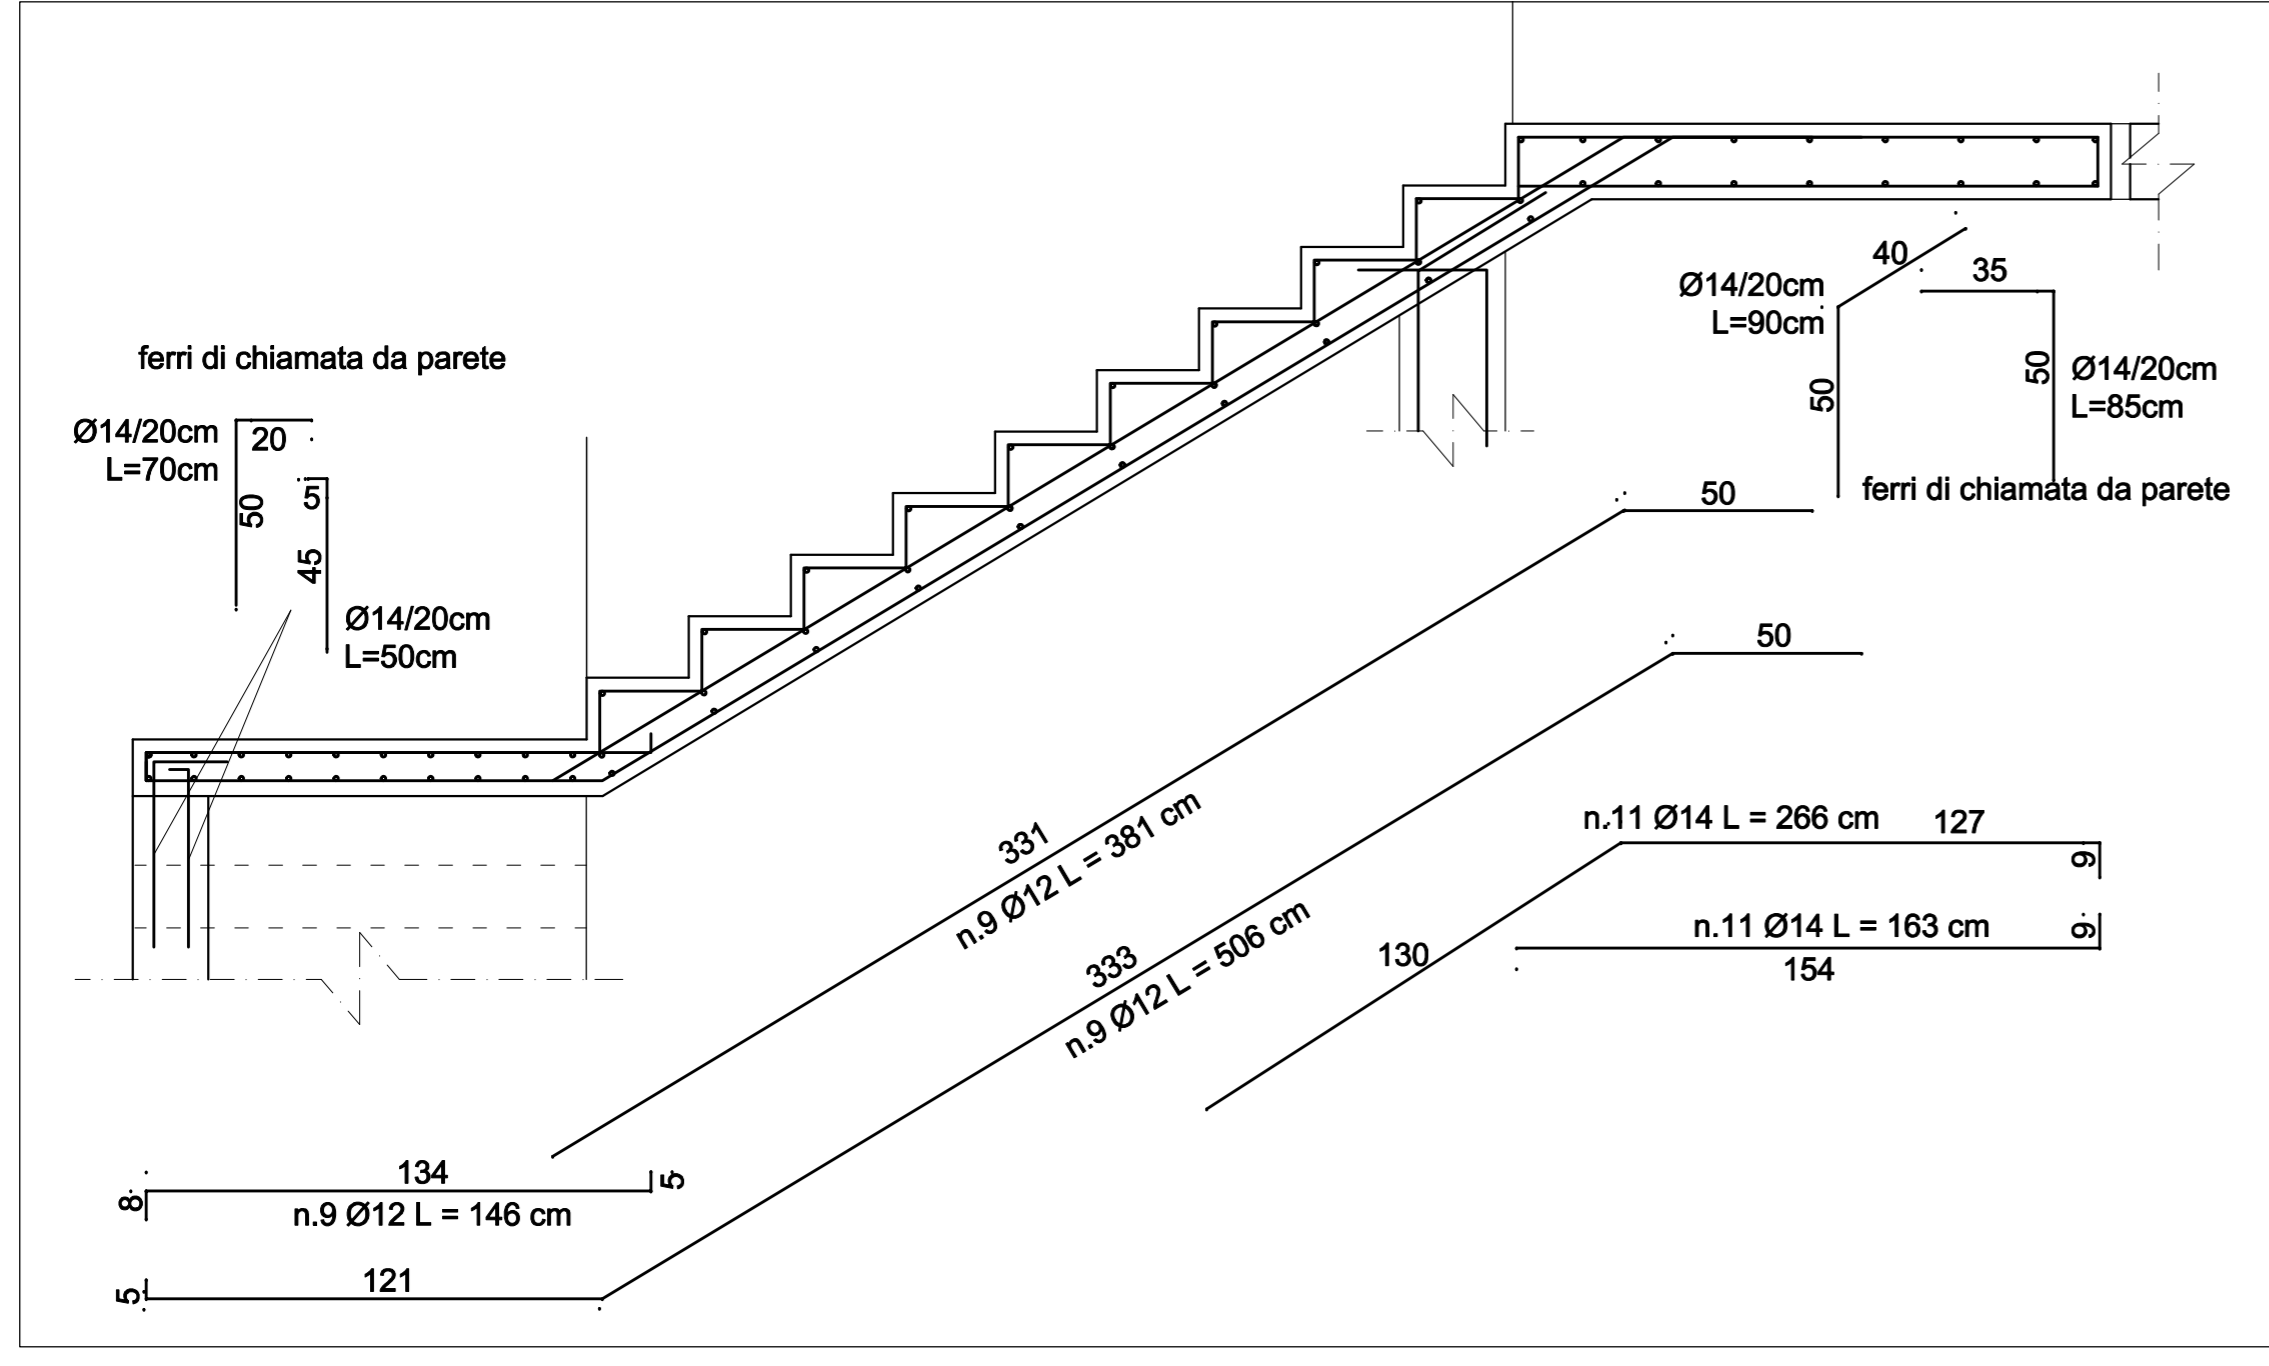 40
35
Ø14/20cm
L=90cm
50
50
Ø14/20cm
L=85cm
ferri di chiamata da parete
ferri di chiamata da parete
Ø14/20cm
L=70cm
20
50
5
45
Ø14/20cm
L=50cm
50
331
n.9 Ø12 L = 381 cm
50
333
n.9 Ø12 L = 506 cm
n.11 Ø14 L = 266 cm
127
9
130
n.11 Ø14 L = 163 cm
9
154
134
8
5
n.9 Ø12 L = 146 cm
121
5